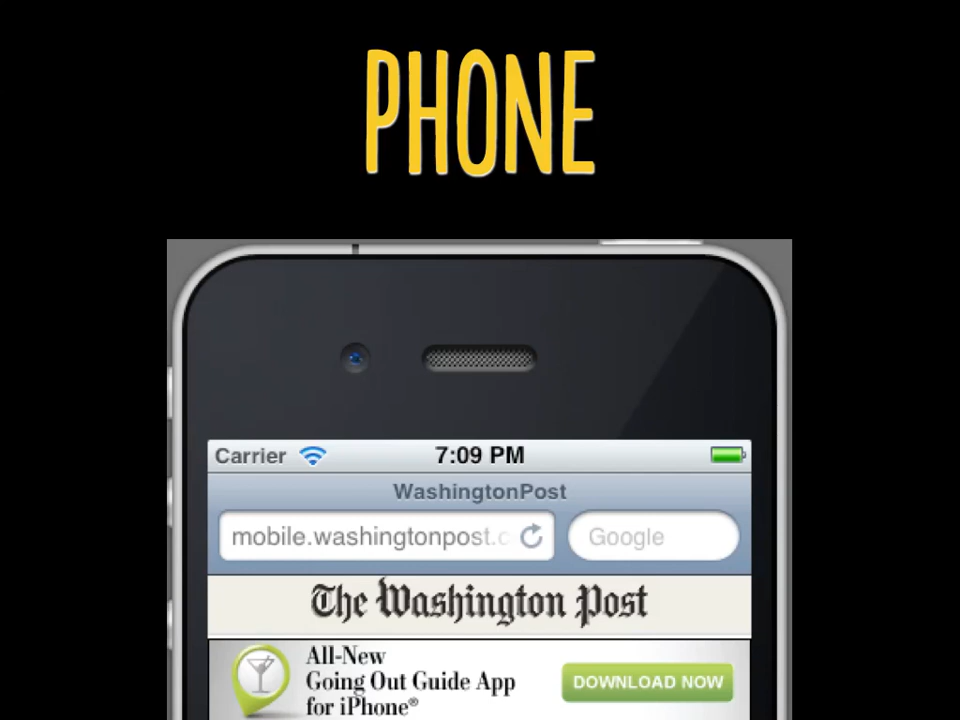 PHONE
Carrier 7:09 PM
WashingtonPost
mobile.washingtonpost.c Google
The Washington Post
All-New
Going Out Guide App
for iPhone®
DOWNLOAD NOW